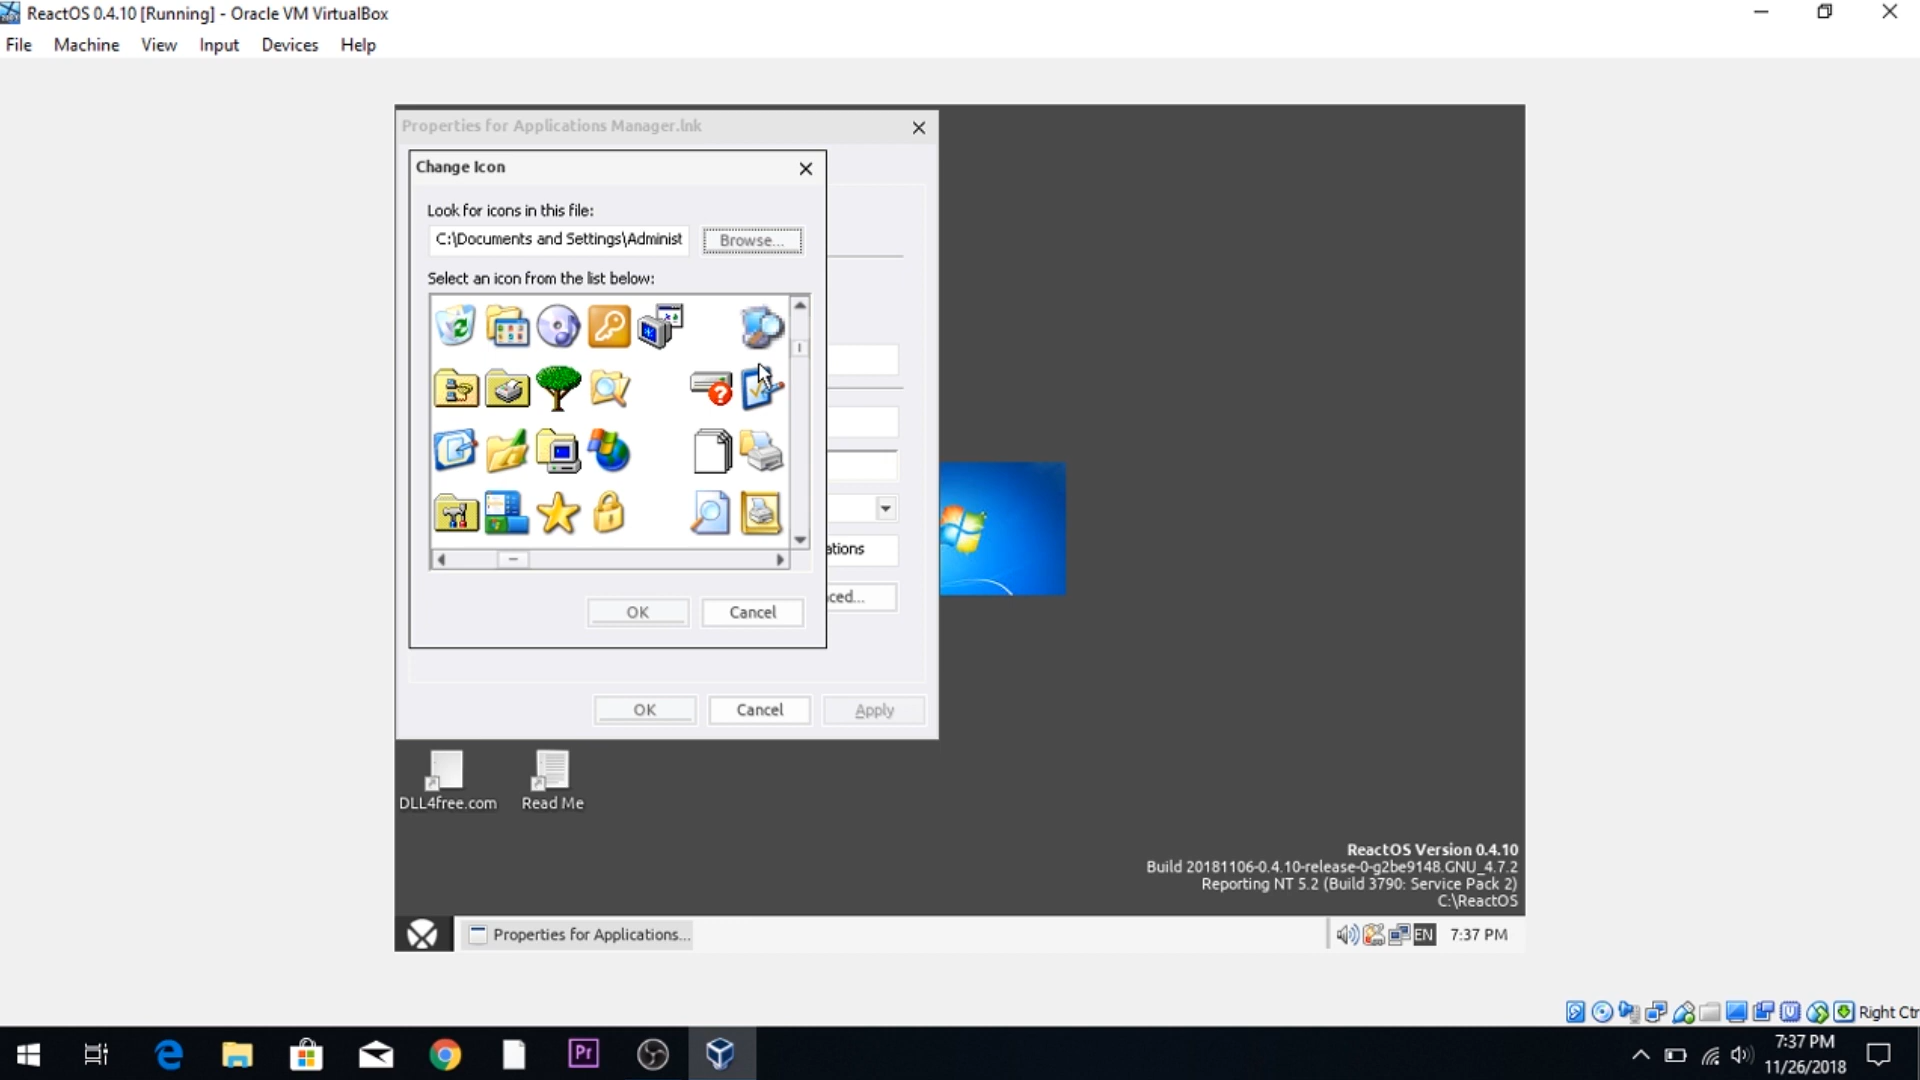 ReactOS 0.4.10 [Running] - Oracle VM VirtualBox
File Machine View Input Devices Help
Properties for Applications Manager.lnk
Change Icon
Look for icons in this file:
C:\Documents and Settings\Administ
Browse...
Select an icon from the list below:
ations
ced...
OK Cancel
OK Cancel Apply
DLL4free.com Read Me
ReactOS Version 0.4.10
Build 20181106-0.4.10-release-0-g2be9148.GNU_4.7.2
Reporting NT 5.2 (Build 3790: Service Pack 2)
C:\ReactOS
Properties for Applications... EN 7:37 PM
Right Ctr
Pr
7:37 PM
11/26/2018